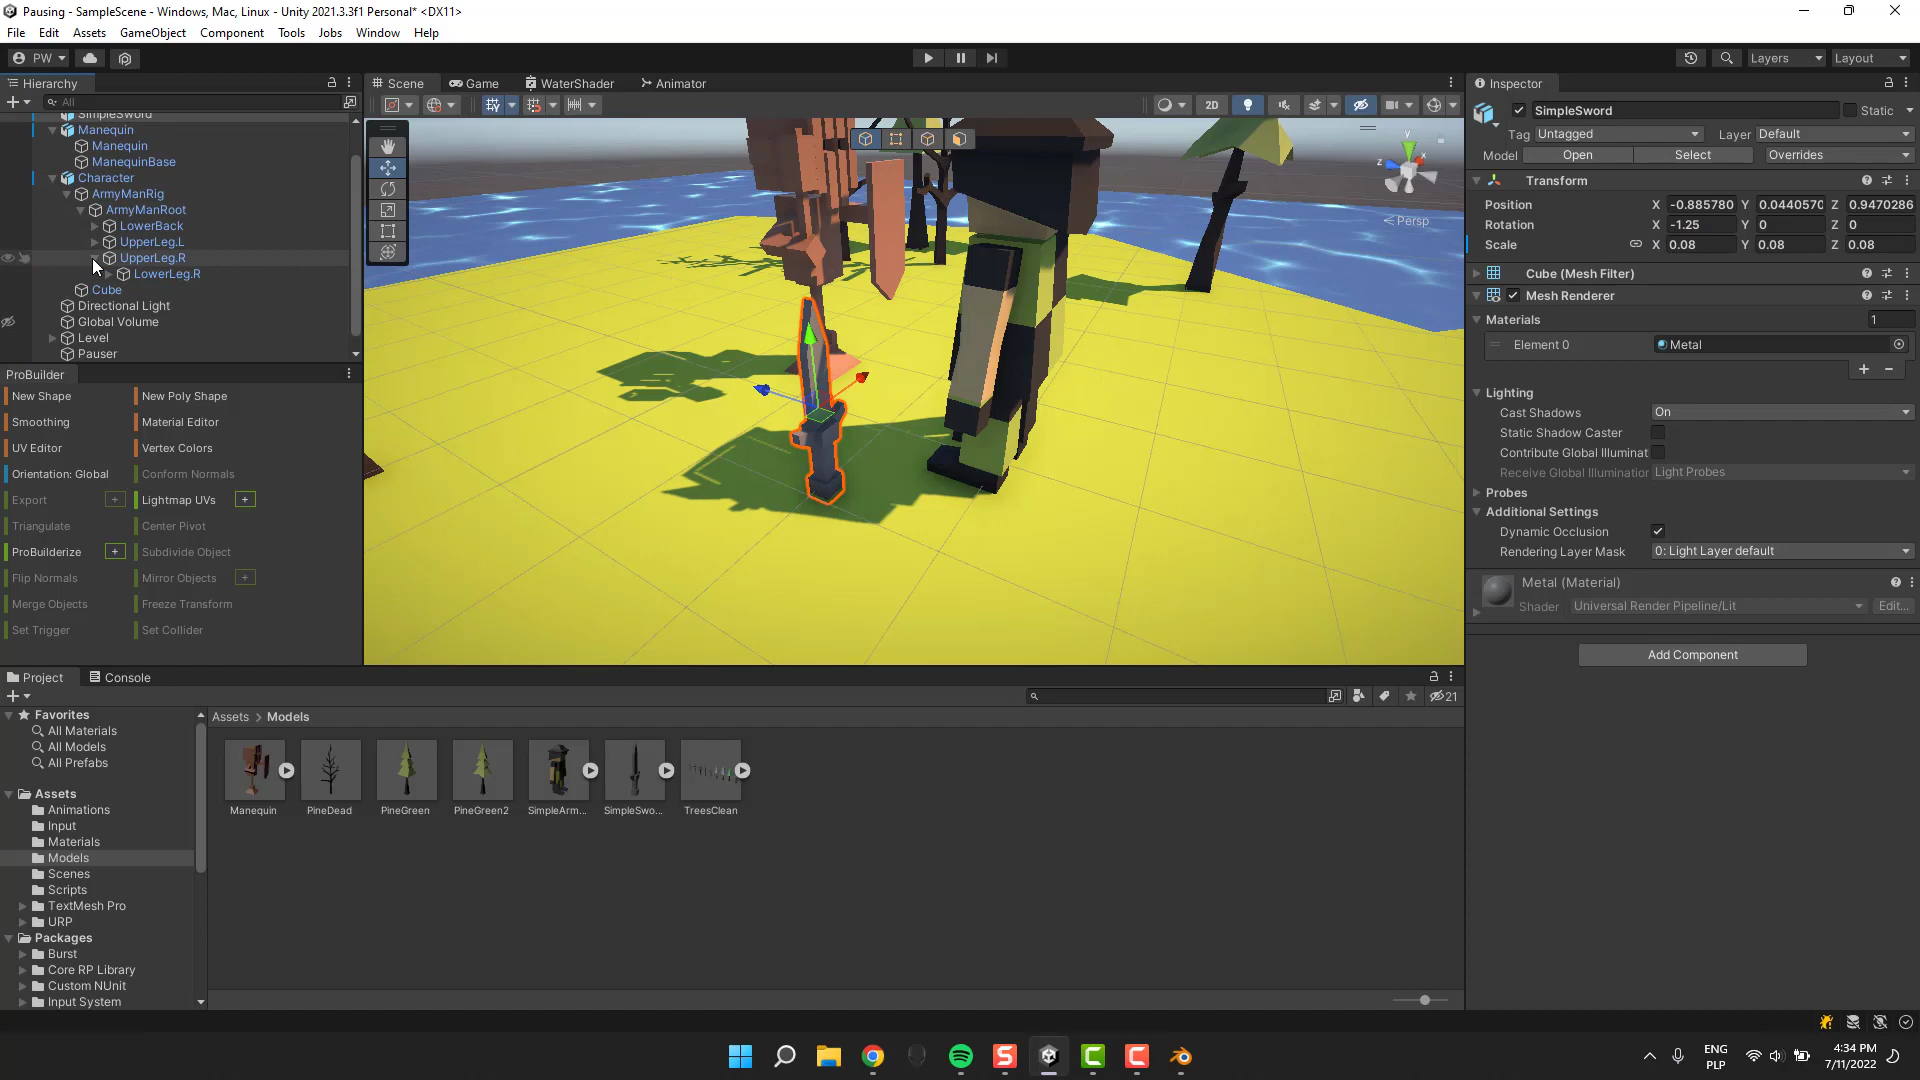 Pausing - SampleScene - Windows, Mac, Linux - Unity 2021.3.3f1 Personal* <DX11>
File Edit Assets GameObject Component Tools Jobs Window Help
PW Layers Layout
Hierarchy
All
SimpleSword
Manequin
Manequin
ManequinBase
Character
ArmyManRig
ArmyManRoot
LowerBack
UpperLeg.L
UpperLeg.R
LowerLeg.R
Cube
Directional Light
Global Volume
Level
Pauser
Scene Game WaterShader Animator
2D
y
x
z
< Persp
Inspector
SimpleSword Static
Tag Untagged Layer Default
Model Open Select Overrides
Transform
Position X -0.885780 Y 0.0440570 Z 0.9470286
Rotation X -1.25 Y 0 Z 0
Scale X 0.08 Y 0.08 Z 0.08
Cube (Mesh Filter)
Mesh Renderer
Materials 1
Element 0 Metal
+ −
Lighting
Cast Shadows On
Static Shadow Caster
Contribute Global Illuminat
Receive Global Illumination Light Probes
Probes
Additional Settings
Dynamic Occlusion
Rendering Layer Mask 0: Light Layer default
Metal (Material)
Shader Universal Render Pipeline/Lit Edit...
Add Component
ProBuilder
New Shape New Poly Shape
Smoothing Material Editor
UV Editor Vertex Colors
Orientation: Global Conform Normals
Export + Lightmap UVs +
Triangulate Center Pivot
ProBuilderize + Subdivide Object
Flip Normals Mirror Objects +
Merge Objects Freeze Transform
Set Trigger Set Collider
Project Console
21
Favorites
All Materials
All Models
All Prefabs
Assets
Animations
Input
Materials
Models
Scenes
Scripts
TextMesh Pro
URP
Packages
Burst
Core RP Library
Custom NUnit
Input System
Assets > Models
Manequin PineDead PineGreen PineGreen2 SimpleArm... SimpleSwo... TreesClean
ENG
PLP
4:34 PM
7/11/2022